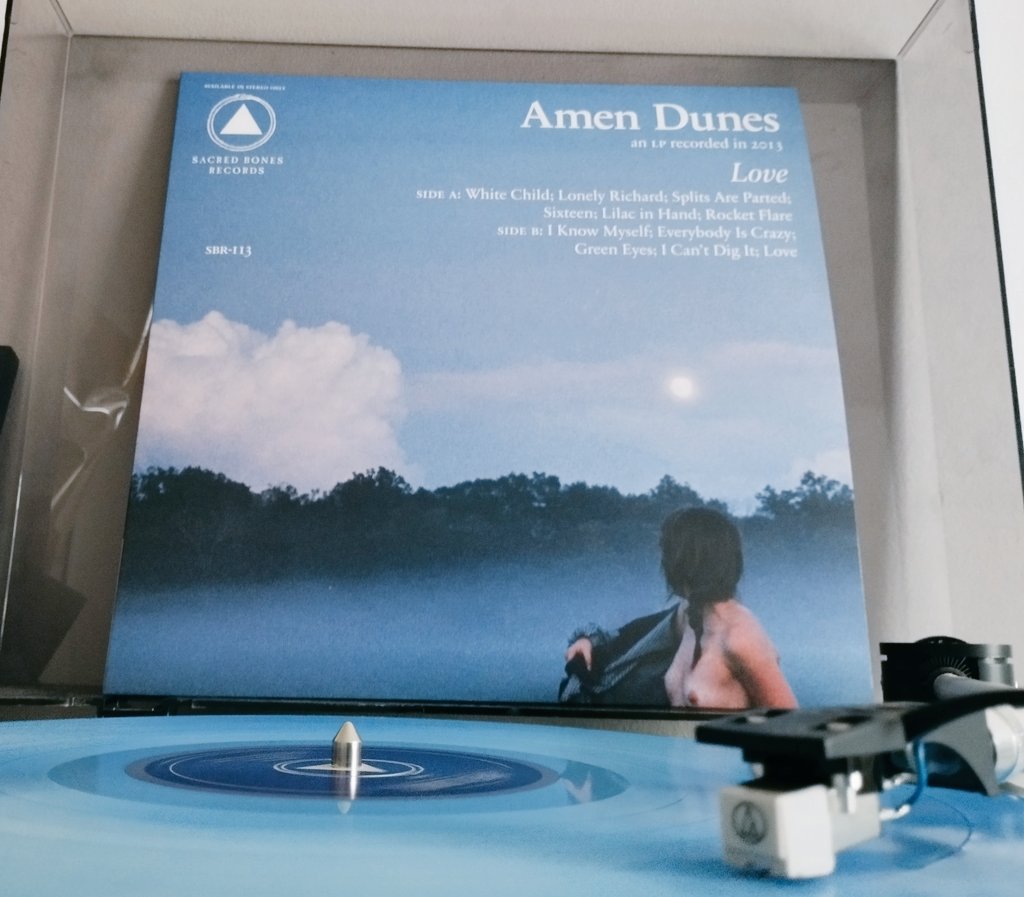 AVAILABLE IN STEREO ONLY
SACRED BONES
RECORDS
SBR-113
Amen Dunes
an LP recorded in 2013
Love
SIDE A: White Child; Lonely Richard; Splits Are Parted;
Sixteen; Lilac in Hand; Rocket Flare
SIDE B: I Know Myself; Everybody Is Crazy;
Green Eyes; I Can't Dig It; Love